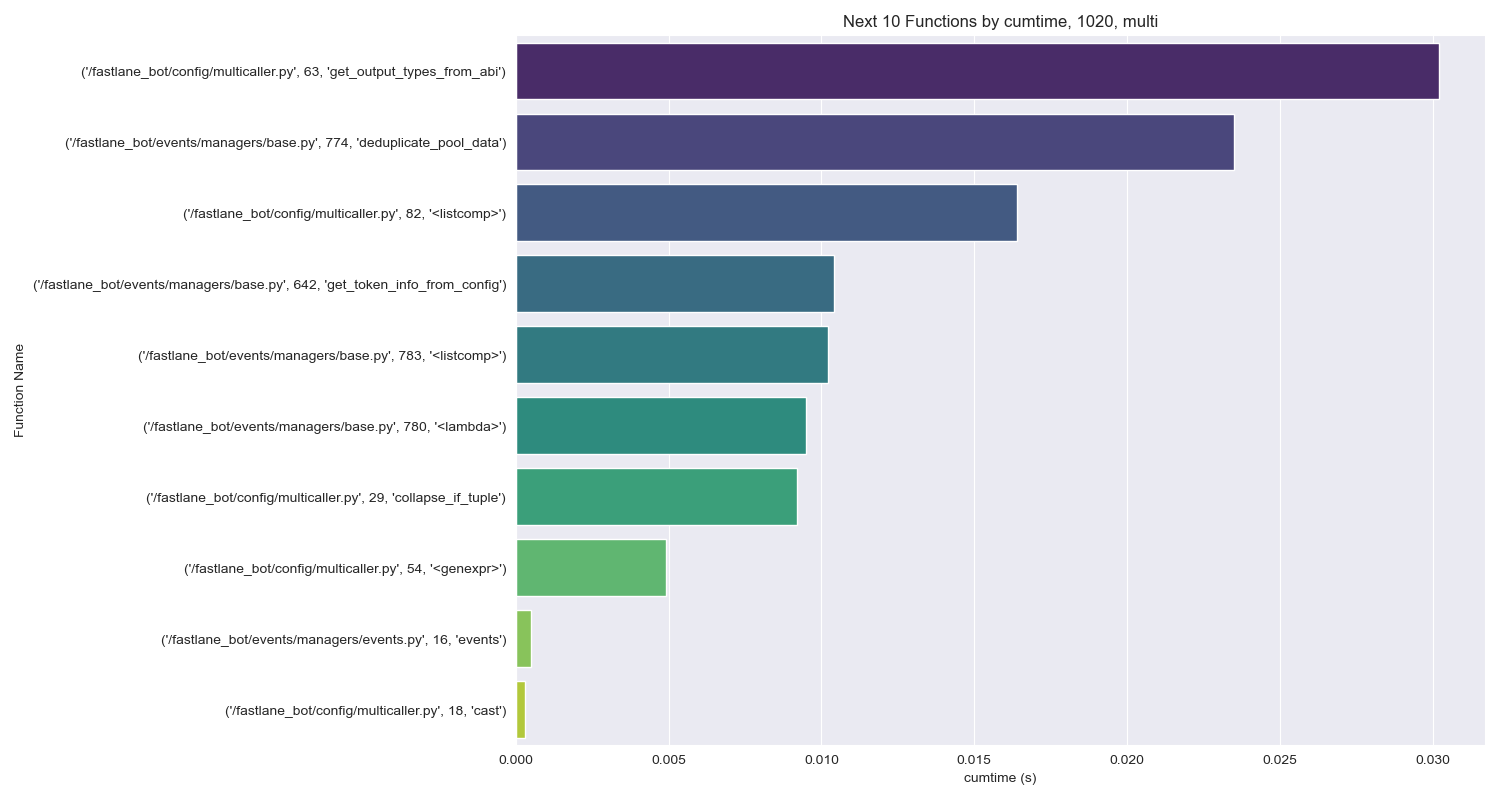 Next 10 Functions by cumtime, 1020, multi
('/fastlane_bot/config/multicaller.py', 63, 'get_output_types_from_abi')
('/fastlane_bot/events/managers/base.py', 774, 'deduplicate_pool_data')
('/fastlane_bot/config/multicaller.py', 82, '<listcomp>')
('/fastlane_bot/events/managers/base.py', 642, 'get_token_info_from_config')
('/fastlane_bot/events/managers/base.py', 783, '<listcomp>')
('/fastlane_bot/events/managers/base.py', 780, '<lambda>')
('/fastlane_bot/config/multicaller.py', 29, 'collapse_if_tuple')
('/fastlane_bot/config/multicaller.py', 54, '<genexpr>')
('/fastlane_bot/events/managers/events.py', 16, 'events')
('/fastlane_bot/config/multicaller.py', 18, 'cast')
Function Name
0.000 0.005 0.010 0.015 0.020 0.025 0.030
cumtime (s)